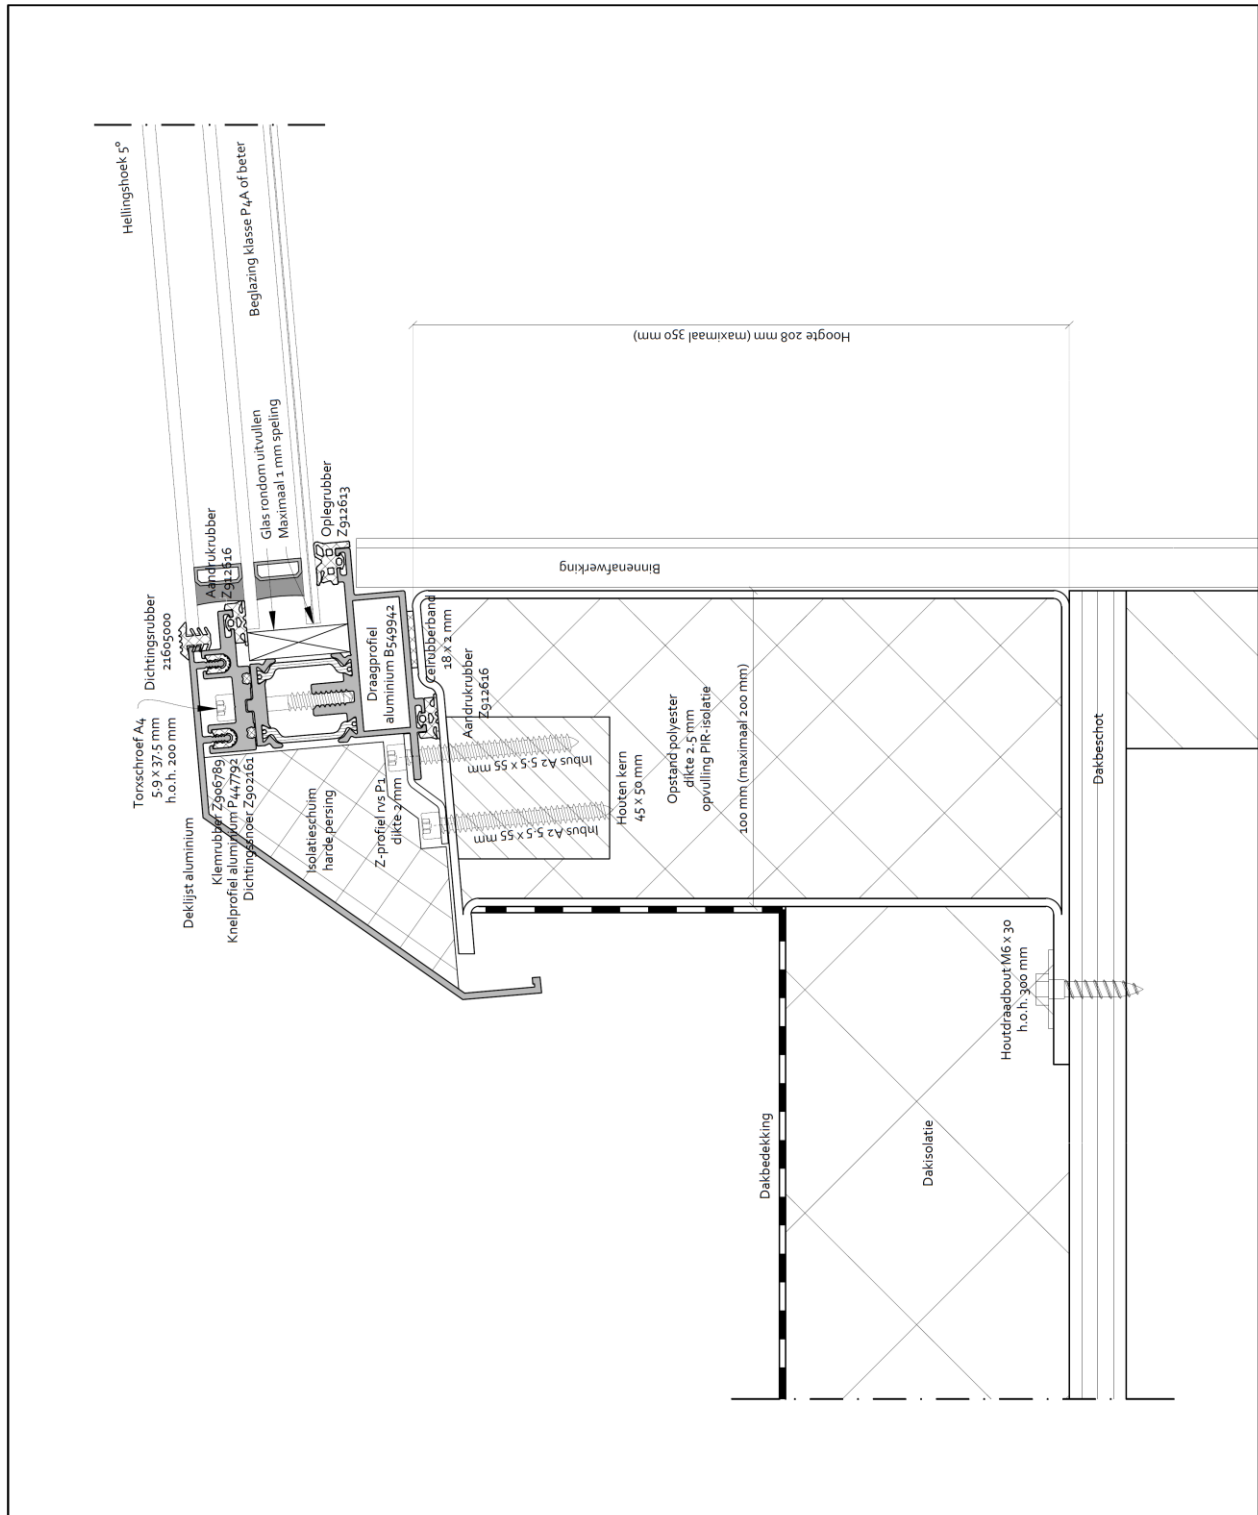 Hellingshoek 5°
Beglazing klasse P4A of beter
Glas rondom uitvullen
Maximaal 1 mm speling
Oplegrubber
Z912613
Aandrukrubber
Z912616
Dichtingsrubber
21605000
Torxschroef A4
5.9 x 37.5 mm
h.o.h. 200 mm
Deklijst aluminium
Klemrubber Z906789
Knelprofiel aluminium P447792
Dichtingssnoer Z902161
Isolatieschuim
harde persing
Z-profiel rvs P1
dikte 2 mm
Draagprofiel
aluminium B549942
Celrubberband
18 x 2 mm
Aandrukrubber
Z912616
Inbus A2 5.5 x 55 mm
Inbus A2 5.5 x 55 mm
Houten kern
45 x 50 mm
Opstand polyester
dikte 2.5 mm
opvulling PIR-isolatie
100 mm (maximaal 200 mm)
Hoogte 208 mm (maximaal 350 mm)
Binnenafwerking
Dakbeschot
Houtdraadbout M6 x 30
h.o.h. 300 mm
Dakbedekking
Dakisolatie